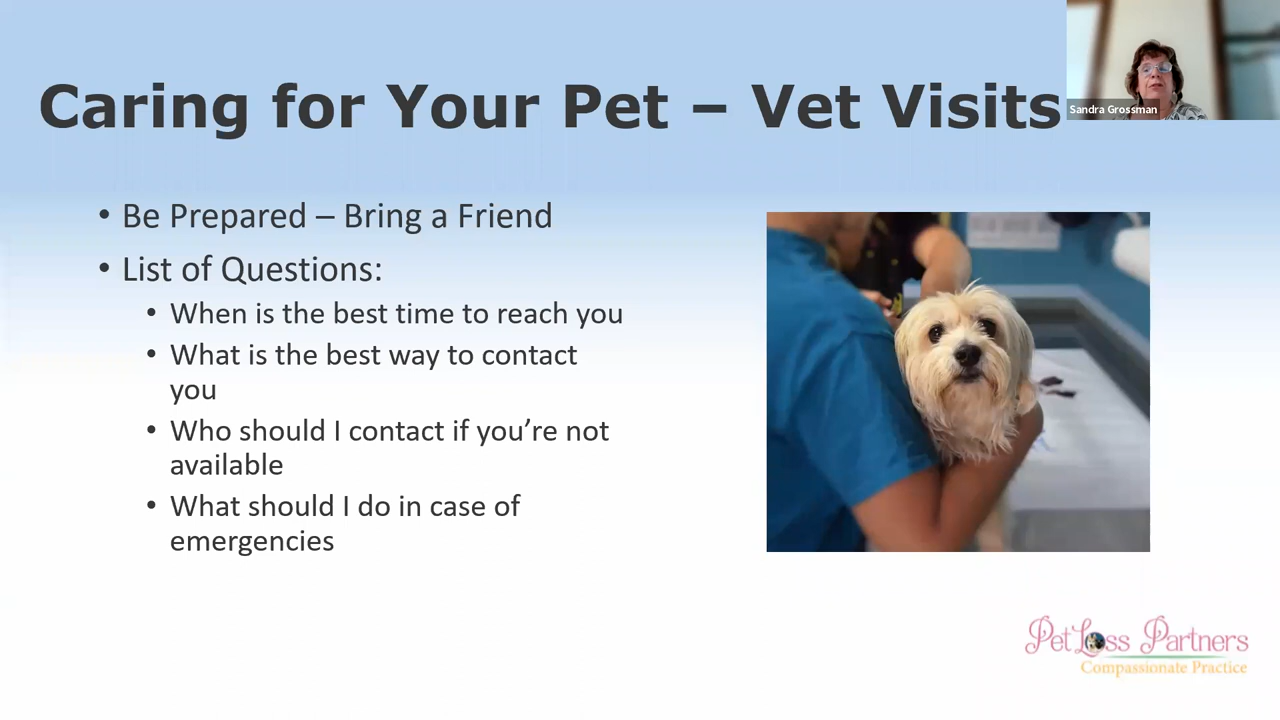 Caring for Your Pet – Vet Visits
Sandra Grossman
• Be Prepared – Bring a Friend
• List of Questions:
• When is the best time to reach you
• What is the best way to contact
you
• Who should I contact if you’re not
available
• What should I do in case of
emergencies
Pet Loss Partners
Compassionate Practice